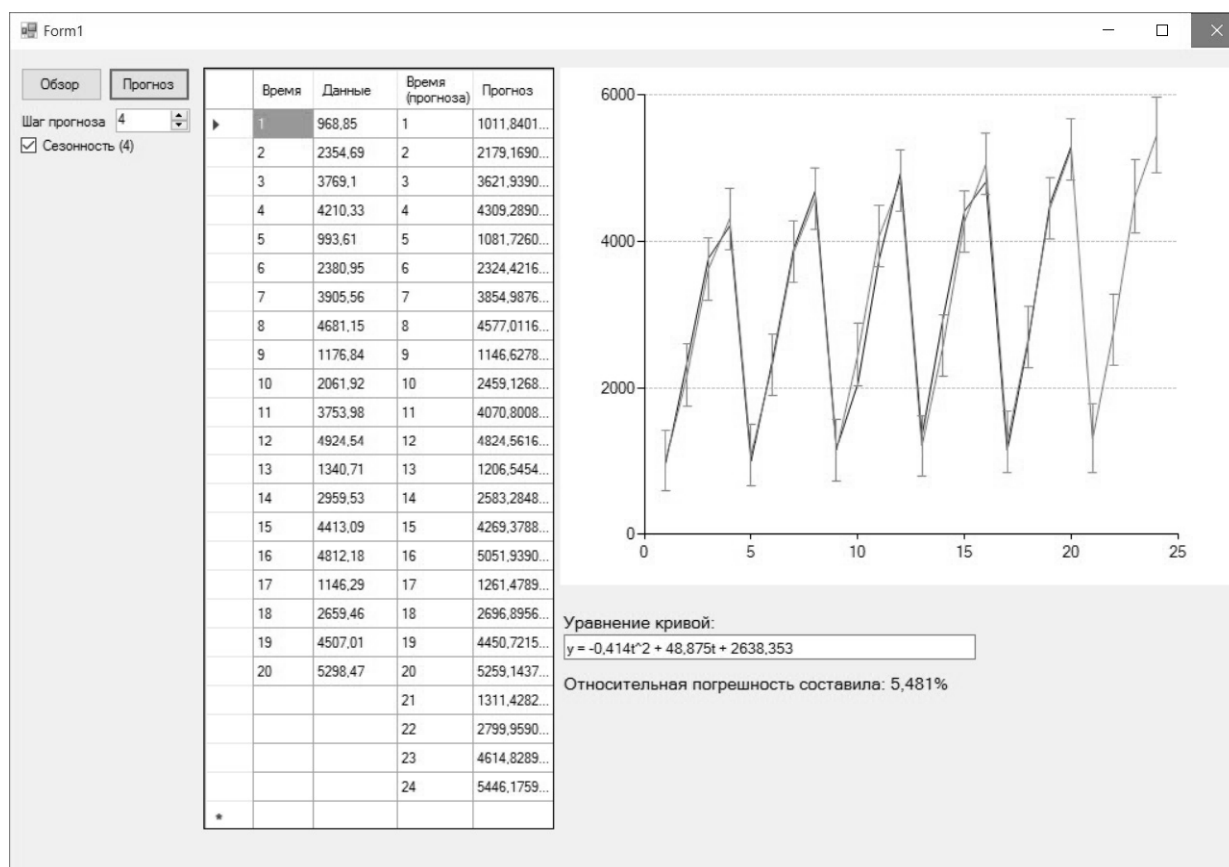 Form1
Обзор Прогноз
Шаг прогноза 4
Сезонность (4)
Время Данные Время (прогноза) Прогноз
1 968,85 1 1011,8401...
2 2354,69 2 2179,1690...
3 3769,1 3 3621,9390...
4 4210,33 4 4309,2890...
5 993,61 5 1081,7260...
6 2380,95 6 2324,4216...
7 3905,56 7 3854,9876...
8 4681,15 8 4577,0116...
9 1176,84 9 1146,6278...
10 2061,92 10 2459,1268...
11 3753,98 11 4070,8008...
12 4924,54 12 4824,5616...
13 1340,71 13 1206,5454...
14 2959,53 14 2583,2848...
15 4413,09 15 4269,3788...
16 4812,18 16 5051,9390...
17 1146,29 17 1261,4789...
18 2659,46 18 2696,8956...
19 4507,01 19 4450,7215...
20 5298,47 20 5259,1437...
21 1311,4282...
22 2799,9590...
23 4614,8289...
24 5446,1759...
*
6000
4000
2000
0
0 5 10 15 20 25
Уравнение кривой:
y = -0,414t^2 + 48,875t + 2638,353
Относительная погрешность составила: 5,481%